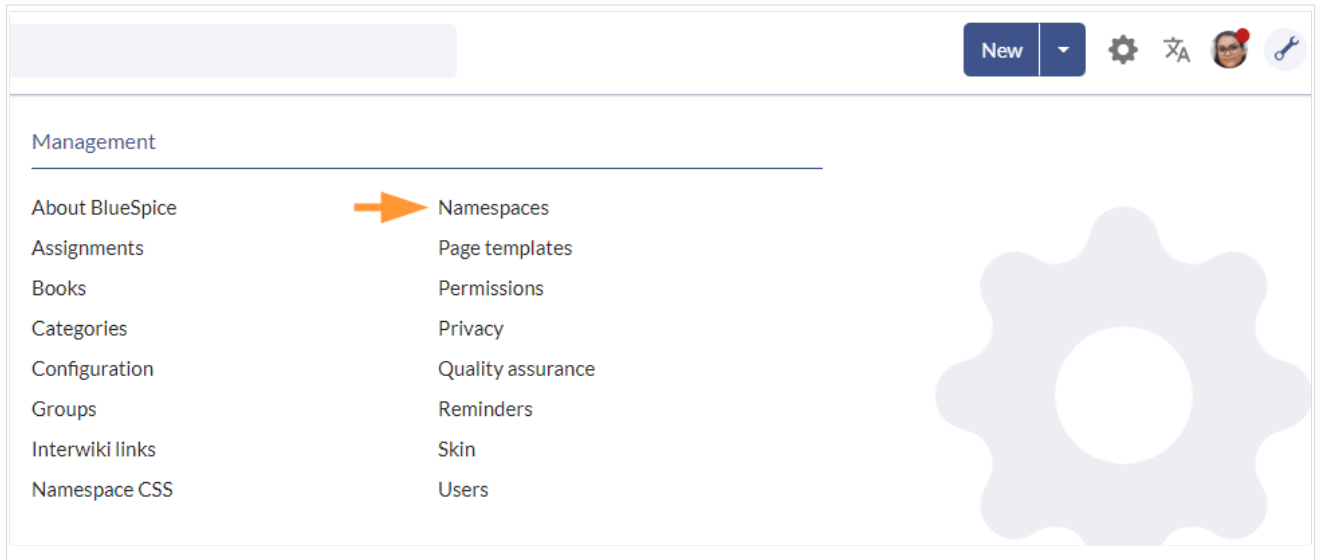 New
Management
About BlueSpice
Assignments
Books
Categories
Configuration
Groups
Interwiki links
Namespace CSS
Namespaces
Page templates
Permissions
Privacy
Quality assurance
Reminders
Skin
Users